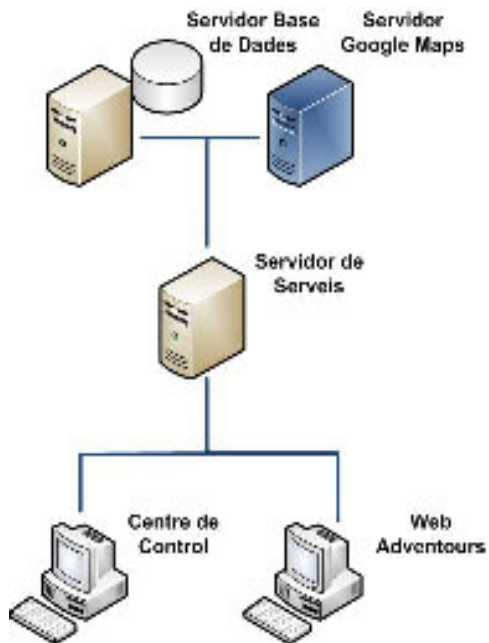 Servidor Base
de Dades
Servidor
Google Maps
Servidor de
Serveis
Centre de
Control
Web
Adventours